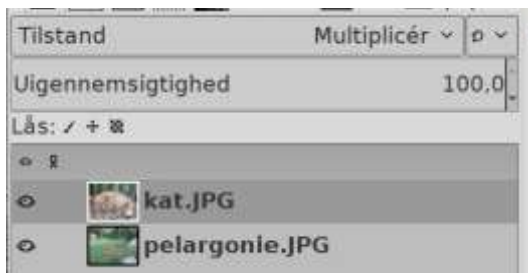 Tilstand Multiplicér
Uigennemsigtighed 100.0
Lås:
kat.JPG
pelargonie.JPG